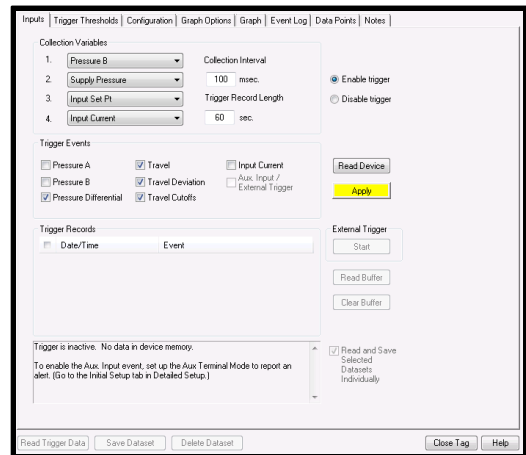 Inputs | Trigger Thresholds | Configuration | Graph Options | Graph | Event Log | Data Points | Notes
Collection Variables
1. Pressure B
2. Supply Pressure
3. Input Set Pt
4. Input Current
Collection Interval
100 msec.
Trigger Record Length
60 sec.
Enable trigger
Disable trigger
Trigger Events
Pressure A
Travel
Input Current
Pressure B
Travel Deviation
Aux. Input /
External Trigger
Pressure Differential
Travel Cutoffs
Read Device
Apply
Trigger Records
Date/Time Event
External Trigger
Start
Read Buffer
Clear Buffer
Trigger is inactive. No data in device memory.
To enable the Aux. Input event, set up the Aux Terminal Mode to report an
alert. (Go to the Initial Setup tab in Detailed Setup.)
Read and Save
Selected
Datasets
Individually
Read Trigger Data Save Dataset Delete Dataset Close Tag Help